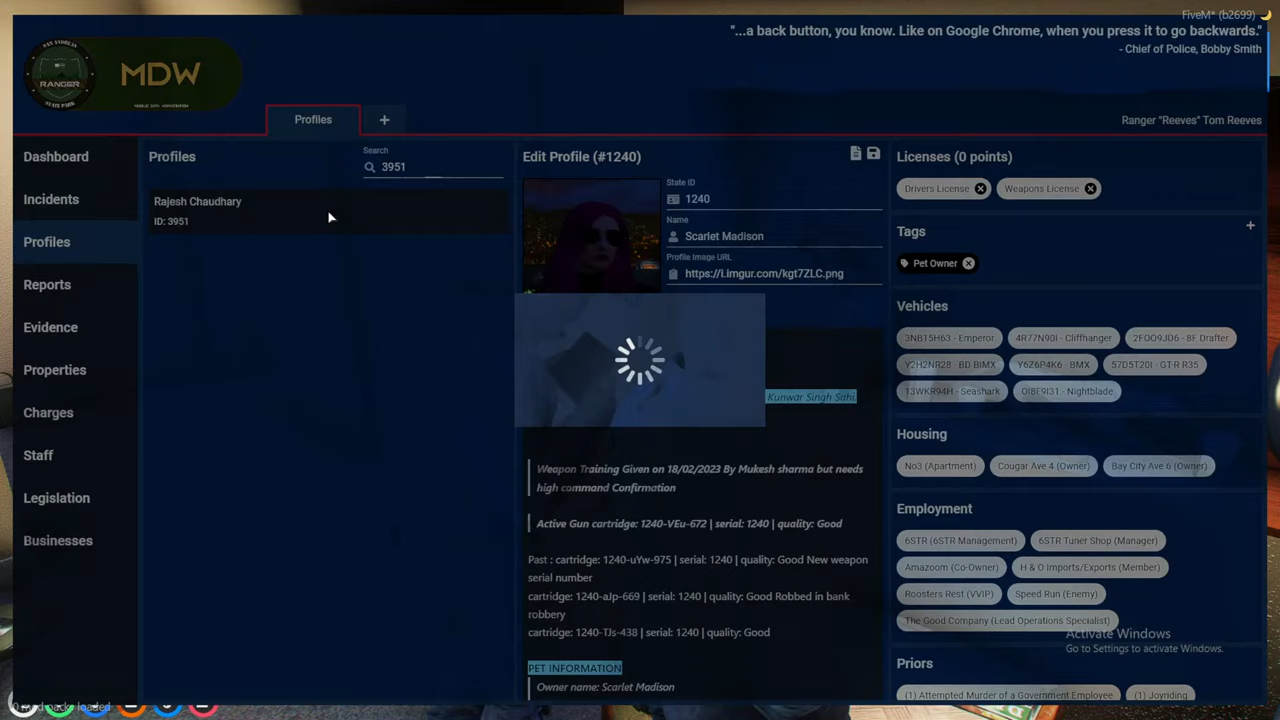 FiveM* (b2699)
"...a back button, you know. Like on Google Chrome, when you press it to go backwards."
- Chief of Police, Bobby Smith
RANGER
STATE PARK
MDW
Profiles
+
Ranger "Reeves" Tom Reeves
Dashboard
Incidents
Profiles
Reports
Evidence
Properties
Charges
Staff
Legislation
Businesses
Profiles
Search
3951
Rajesh Chaudhary
ID: 3951
Edit Profile (#1240)
State ID
1240
Name
Scarlet Madison
Profile Image URL
https://i.imgur.com/kgt7ZLC.png
Kunwar Singh Sahi.
Weapon Training Given on 18/02/2023 By Mukesh sharma but needs
high command Confirmation
Active Gun cartridge: 1240-VEu-672 | serial: 1240 | quality: Good
Past : cartridge: 1240-uYw-975 | serial: 1240 | quality: Good New weapon
serial number
cartridge: 1240-aJp-669 | serial: 1240 | quality: Good Robbed in bank
robbery
cartridge: 1240-TJs-438 | serial: 1240 | quality: Good
PET INFORMATION
Owner name: Scarlet Madison
Licenses (0 points)
Drivers License
Weapons License
Tags
+
Pet Owner
Vehicles
3NB15H63 - Emperor
4R77N90I - Cliffhanger
2FOO9JD6 - 8F Drafter
Y2H2NR28 - BD BIMX
Y6Z6P4K6 - BMX
57D5T20I - GT-R R35
13WKR94H - Seashark
OI8F9I31 - Nightblade
Housing
No3 (Apartment)
Cougar Ave 4 (Owner)
Bay City Ave 6 (Owner)
Employment
6STR (6STR Management)
6STR Tuner Shop (Manager)
Amazoom (Co-Owner)
H & O Imports/Exports (Member)
Roosters Rest (VVIP)
Speed Run (Enemy)
The Good Company (Lead Operations Specialist)
Activate Windows
Go to Settings to activate Windows.
Priors
(1) Attempted Murder of a Government Employee
(1) Joyriding